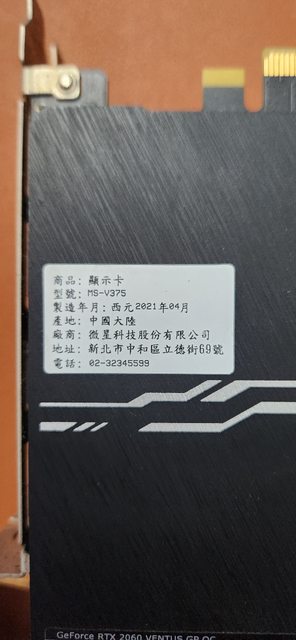 商品: 顯示卡
型號: MS-V375
製造年月: 西元2021年04月
產地: 中國大陸
廠商: 微星科技股份有限公司
地址: 新北市中和區立德街69號
電話: 02-32345599
GeForce RTX 2060 VENTUS GP OC